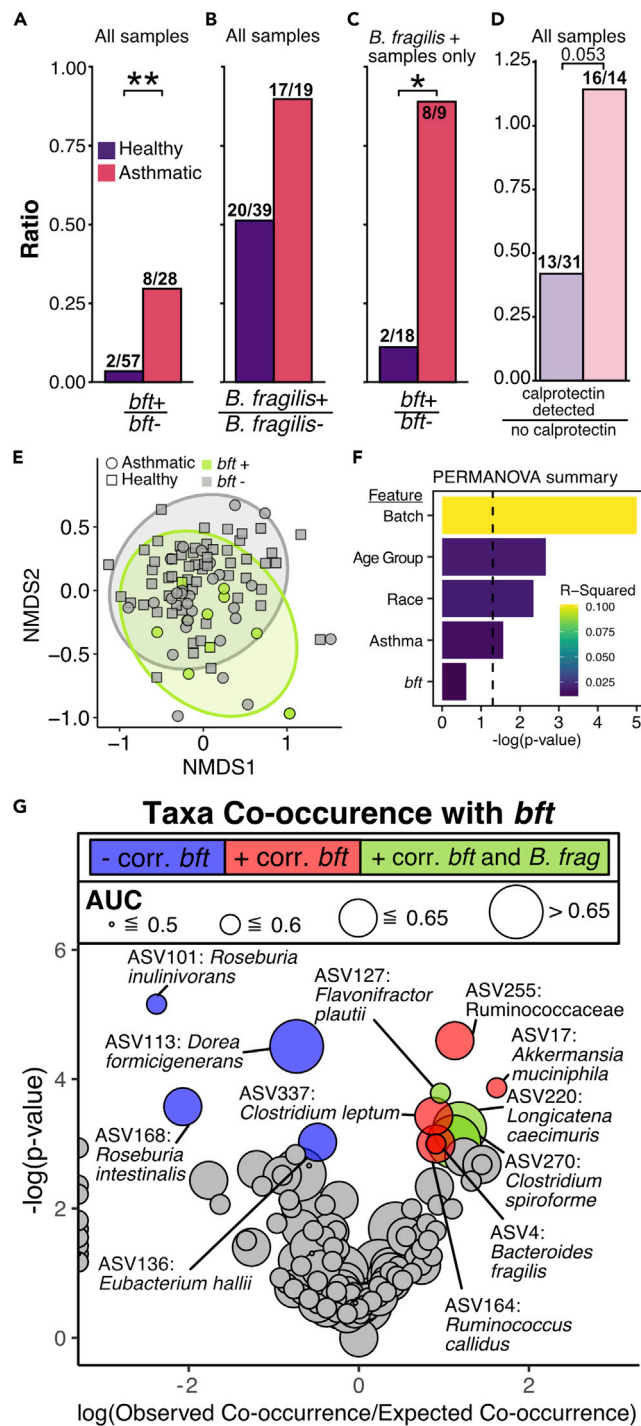 A
All samples
B
All samples
C
B. fragilis +
samples only
D
All samples
1.00
0.75
0.50
0.25
0.00
Ratio
**
Healthy
Asmatic
8/28
2/57
bft+
bft-
17/19
20/39
B. fragilis+
B. fragilis-
*
8/9
2/18
bft+
bft-
1.25
1.00
0.75
0.50
0.25
0.00
0.053
16/14
13/31
calprotectin
detected
no calprotectin
E
Asthmatic
Healthy
bft +
bft -
0.5
0.0
−0.5
−1.0
NMDS2
−1
0
1
NMDS1
F
PERMANOVA summary
Feature
Batch
Age Group
Race
Asthma
bft
R−Squared
0.100
0.075
0.050
0.025
0 1 2 3 4 5
-log(p-value)
G
Taxa Co-occurence with bft
- corr. bft
+ corr. bft
+ corr. bft and B. frag
AUC
≦ 0.5
≦ 0.6
≦ 0.65
> 0.65
6
4
2
0
-log(p-value)
ASV101: Roseburia
inulinivorans
ASV113: Dorea
formicigenerans
ASV168:
Roseburia
intestinalis
ASV136:
Eubacterium hallii
ASV337:
Clostridium leptum
ASV127:
Flavonifractor
plautii
ASV255:
Ruminococcaceae
ASV17:
Akkermansia
muciniphila
ASV220:
Longicatena
caecimuris
ASV270:
Clostridium
spiroforme
ASV4:
Bacteroides
fragilis
ASV164:
Ruminococcus
callidus
-2
0
2
log(Observed Co-occurrence/Expected Co-occurrence)